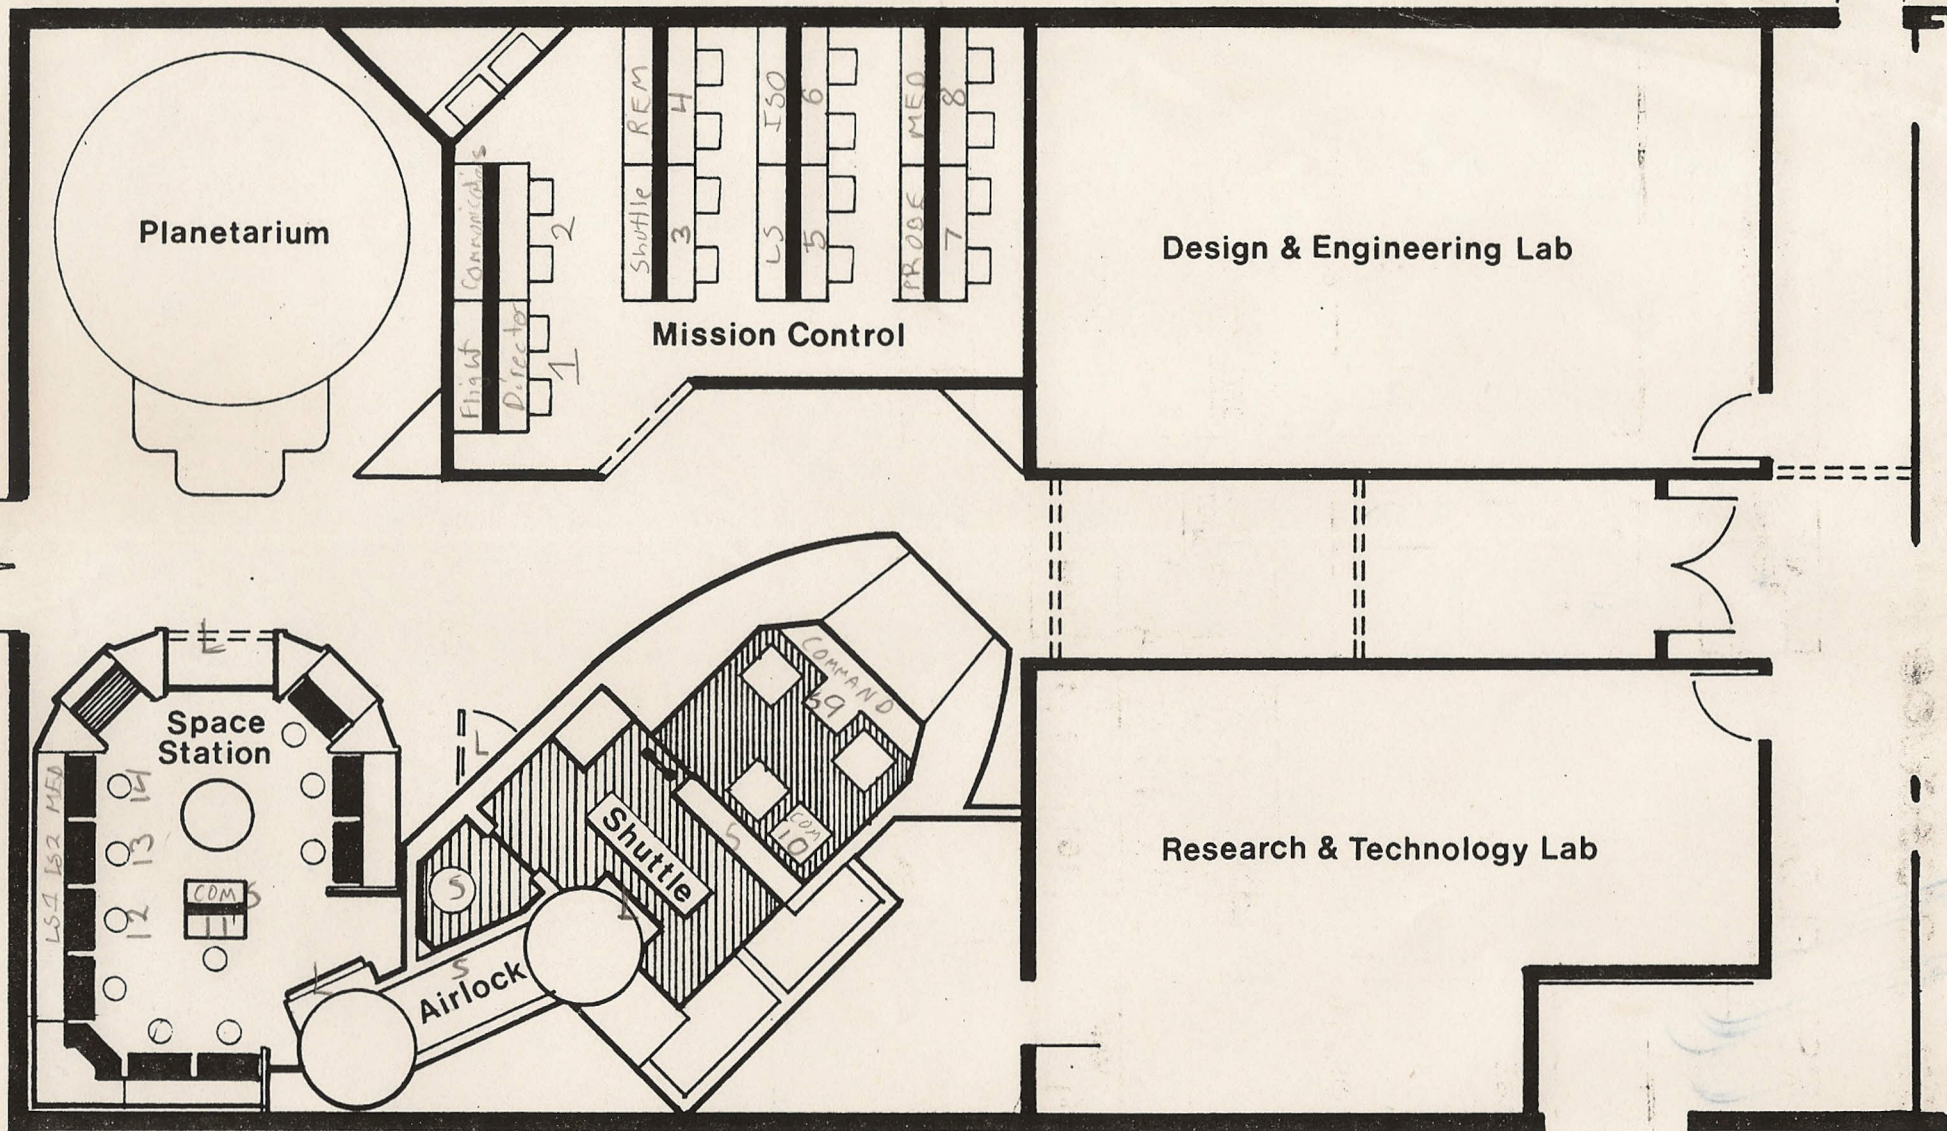 Planetarium
Communications
2
Flight
Director
1
REM
4
Shuttle
3
ISO
6
LS
5
MED
8
PROBE
7
Mission Control
Design & Engineering Lab
L
Space
Station
MED
14
LS2
13
LS1
12
COM
S
11
L
L
COMMAND
9
COM
10
S
Shuttle
S
L
S
Airlock
Research & Technology Lab